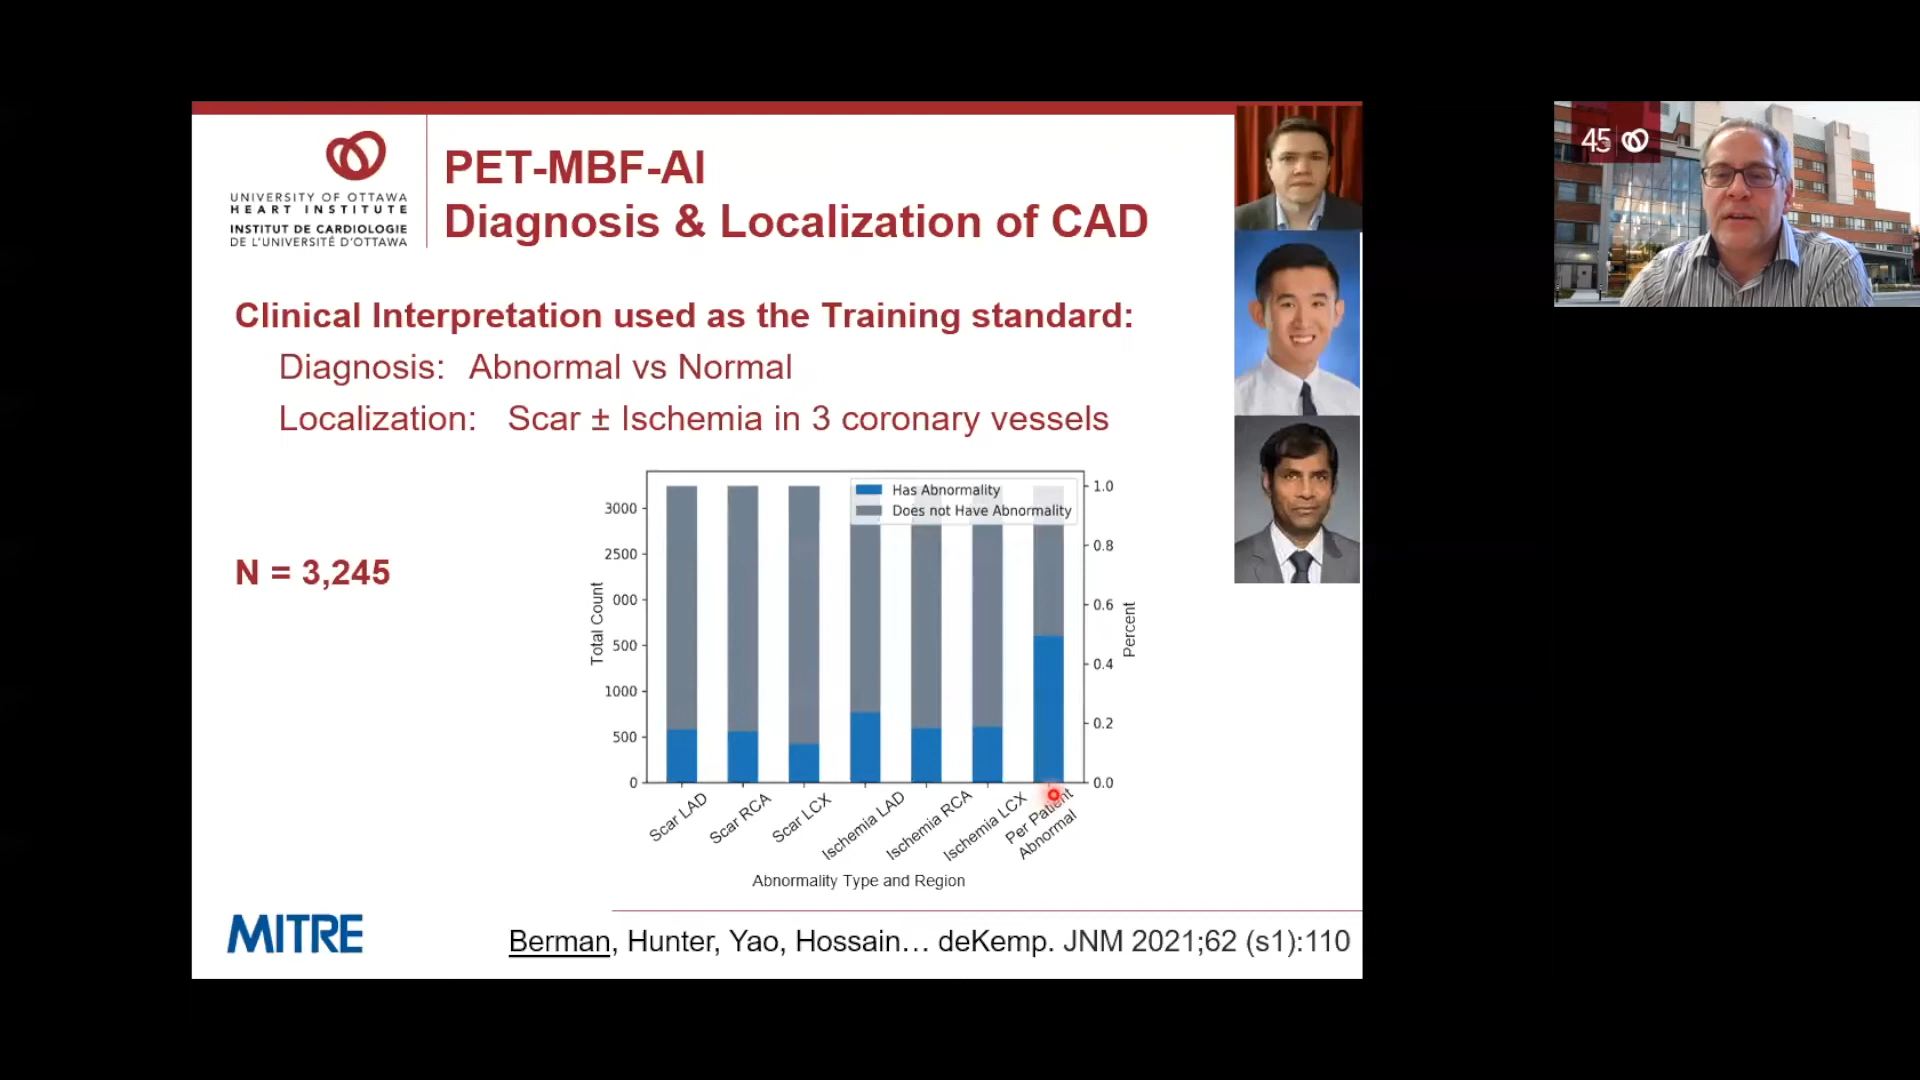 UNIVERSITY OF OTTAWA
HEART INSTITUTE
INSTITUT DE CARDIOLOGIE
DE L'UNIVERSITÉ D'OTTAWA
PET-MBF-AI
Diagnosis & Localization of CAD
45
Clinical Interpretation used as the Training standard:
Diagnosis: Abnormal vs Normal
Localization: Scar ± Ischemia in 3 coronary vessels
N = 3,245
Has Abnormality
Does not Have Abnormality
Total Count
3000
2500
000
500
1000
500
0
1.0
0.8
0.6
0.4
0.2
0.0
Percent
Scar LAD
Scar RCA
Scar LCX
Ischemia LAD
Ischemia RCA
Ischemia LCX
Per Patient
Abnormal
Abnormality Type and Region
MITRE
Berman, Hunter, Yao, Hossain… deKemp. JNM 2021;62 (s1):110